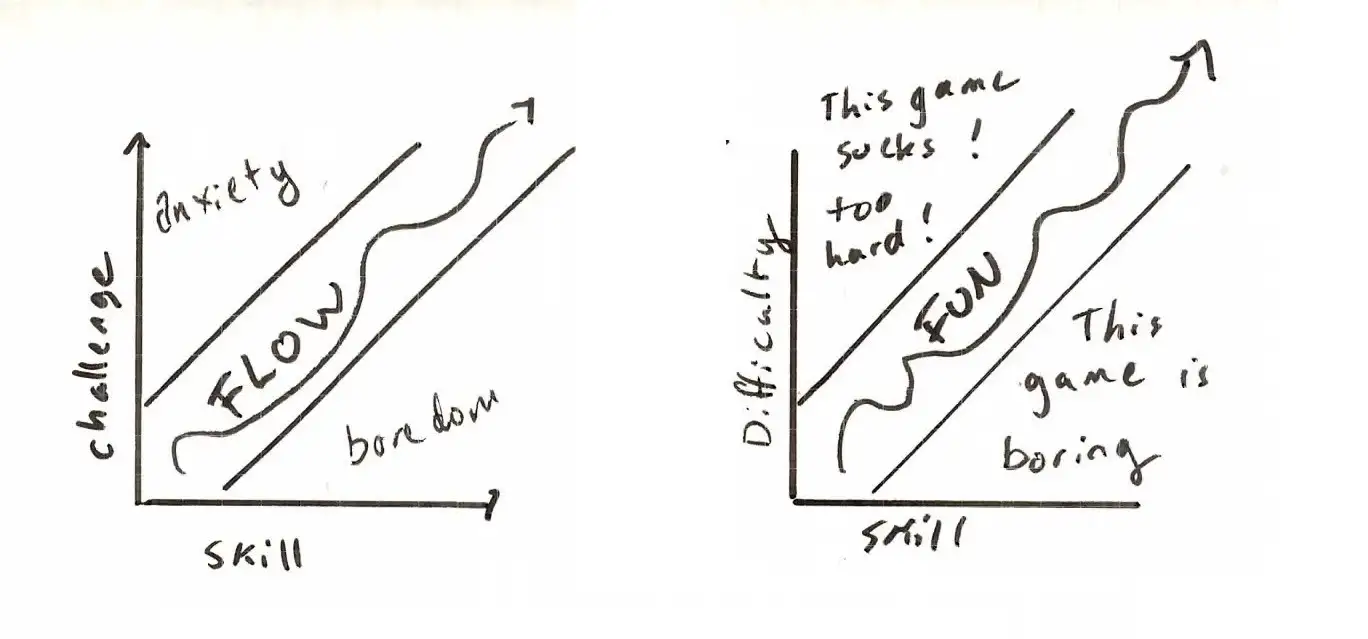 anxiety
challenge
FLOW
boredom
skill
This game
sucks !
too
hard !
Difficulty
FUN
This
game is
boring
skill